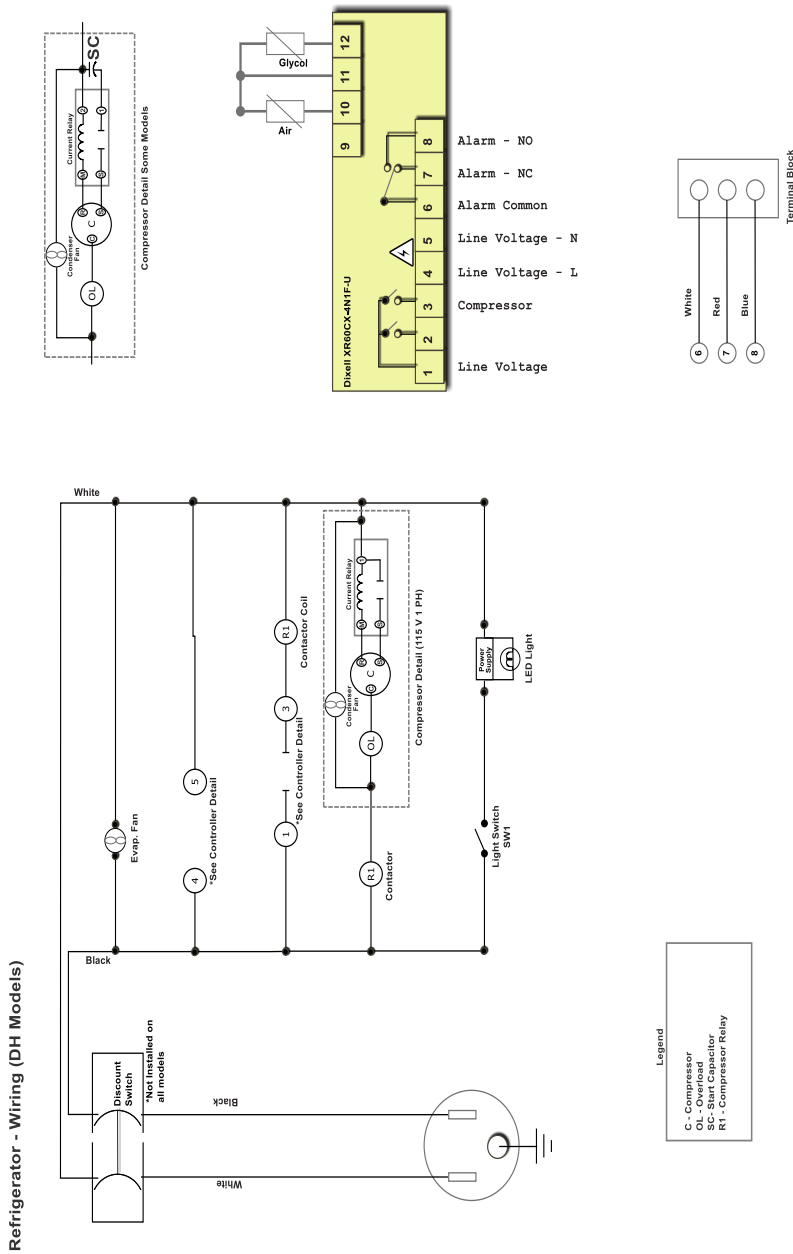 Refrigerator - Wiring (DH Models)
Discount
Switch
*Not Installed on
all models
Black
White
White
Black
Evap. Fan
4
5
*See Controller Detail
1
3
R1
*See Controller Detail
Contactor Coil
R1
Contactor
OL
C
C
R
S
M
S
1
Condenser
Fan
Current Relay
Compressor Detail (115 V 1 PH)
Light Switch
SW1
Power
Supply
LED Light
SC
OL
C
C
R
S
M
S
2
1
Condenser
Fan
Current Relay
Compressor Detail Some Models
Dixell XR60CX-4N1F-U
Glycol
Air
9
10
11
12
1
2
3
4
5
6
7
8
Alarm - NO
Alarm - NC
Alarm Common
Line Voltage - N
Line Voltage - L
Compressor
Line Voltage
Terminal Block
White
Red
Blue
6
7
8
Legend
C - Compressor
OL - Overload
SC- Start Capacitor
R1 - Compressor Relay